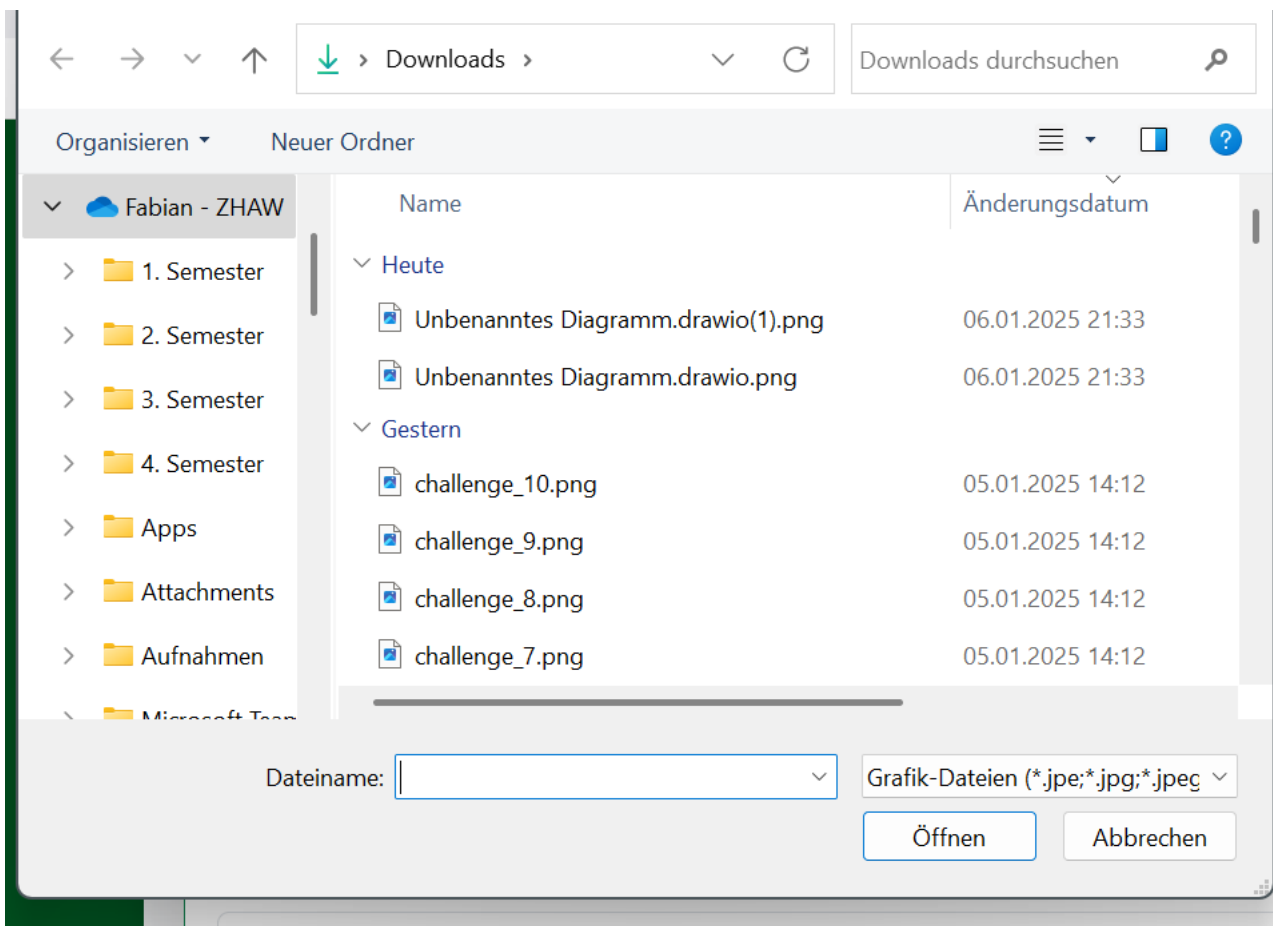 Downloads
Downloads durchsuchen
Organisieren
Neuer Ordner
?
Fabian - ZHAW
1. Semester
2. Semester
3. Semester
4. Semester
Apps
Attachments
Aufnahmen
Microsoft Team
Name
Änderungsdatum
Heute
Unbenanntes Diagramm.drawio(1).png
06.01.2025 21:33
Unbenanntes Diagramm.drawio.png
06.01.2025 21:33
Gestern
challenge_10.png
05.01.2025 14:12
challenge_9.png
05.01.2025 14:12
challenge_8.png
05.01.2025 14:12
challenge_7.png
05.01.2025 14:12
Dateiname:
Grafik-Dateien (*.jpe;*.jpg;*.jpeg
Öffnen
Abbrechen